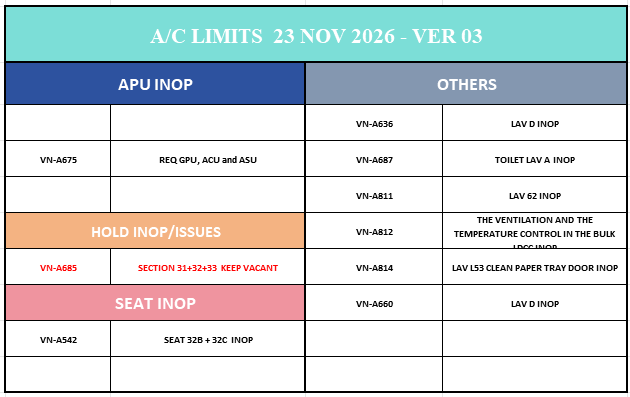 A/C LIMITS 23 NOV 2026 - VER 03
APU INOP
OTHERS
VN-A636
LAV D INOP
VN-A675
REQ GPU, ACU and ASU
VN-A687
TOILET LAV A INOP
VN-A811
LAV 62 INOP
HOLD INOP/ISSUES
VN-A812
THE VENTILATION AND THE
TEMPERATURE CONTROL IN THE BULK
INOP
VN-A685
SECTION 31+32+33 KEEP VACANT
VN-A814
LAV L53 CLEAN PAPER TRAY DOOR INOP
SEAT INOP
VN-A660
LAV D INOP
VN-A542
SEAT 32B + 32C INOP